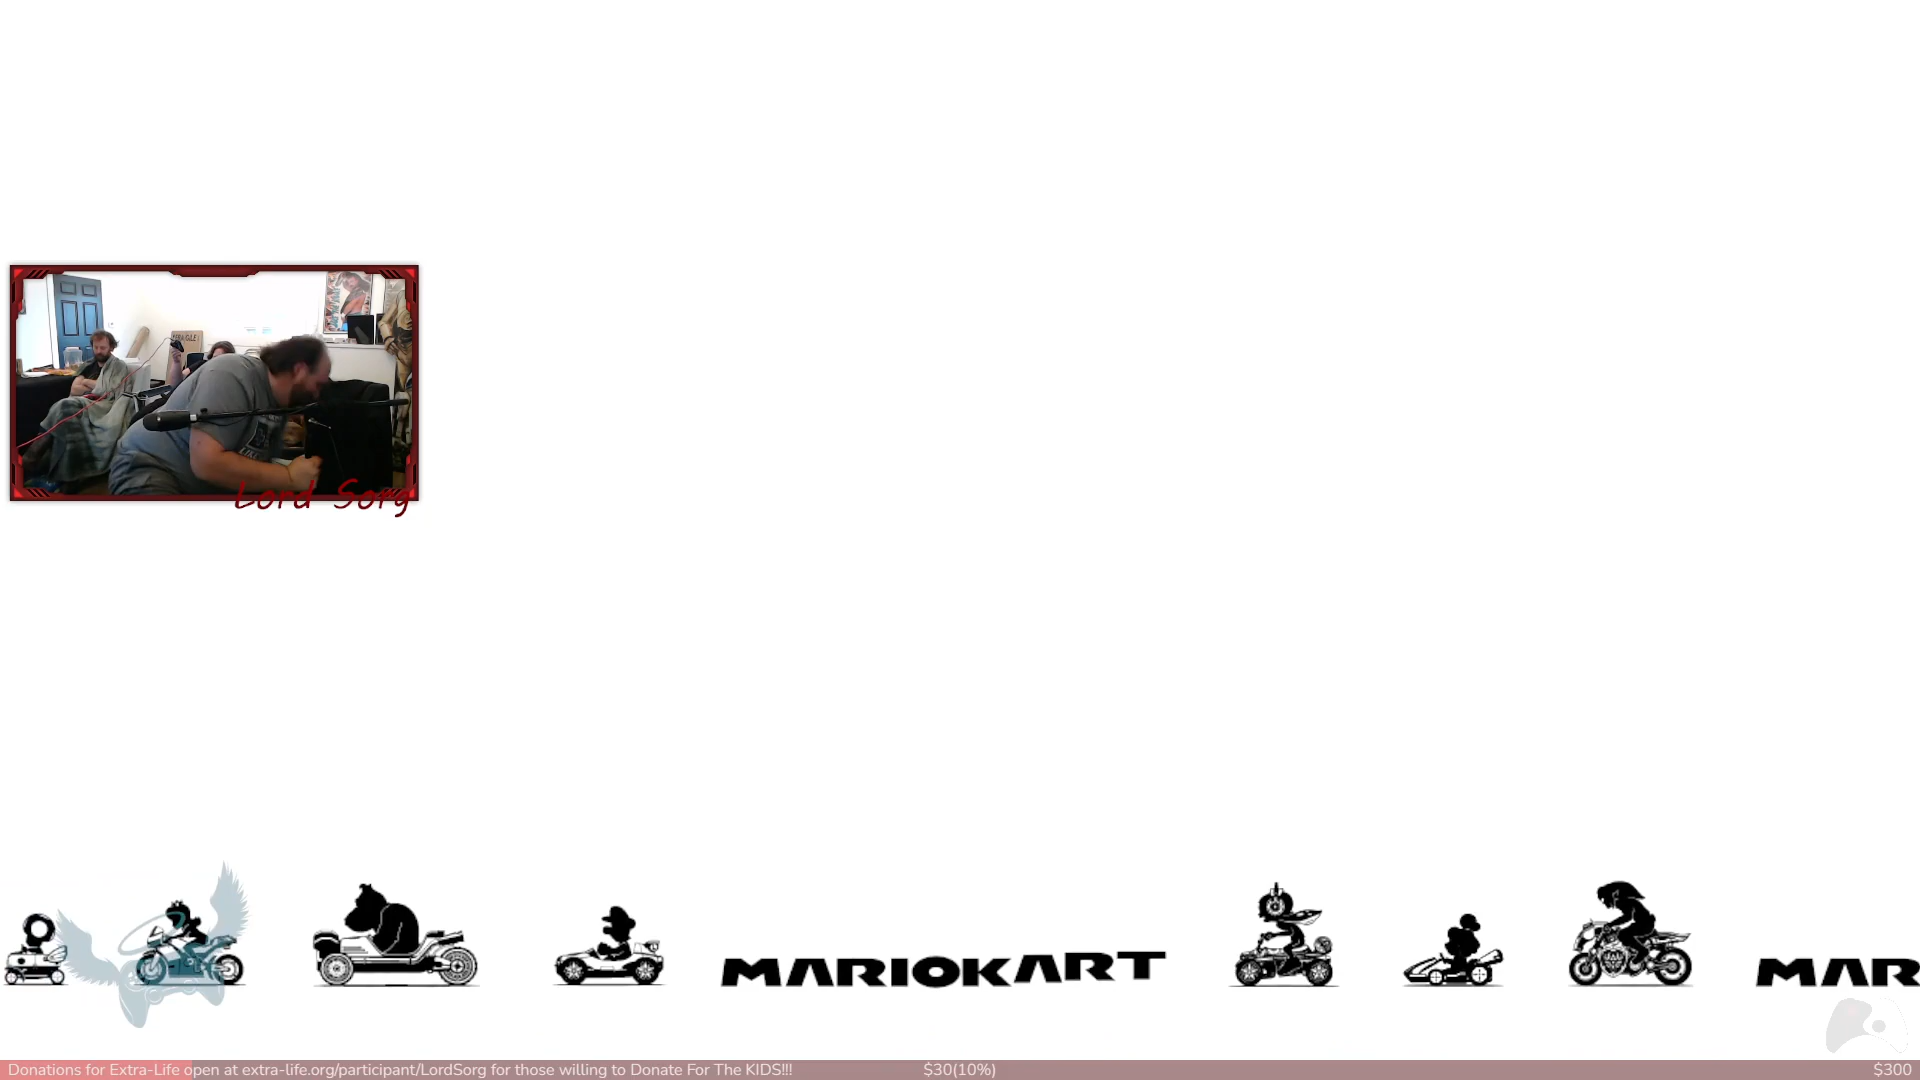 Lord Sorg
MARIOKART
MAR
Donations for Extra-Life open at extra-life.org/participant/LordSorg for those willing to Donate For The KIDS!!! $30(10%) $300